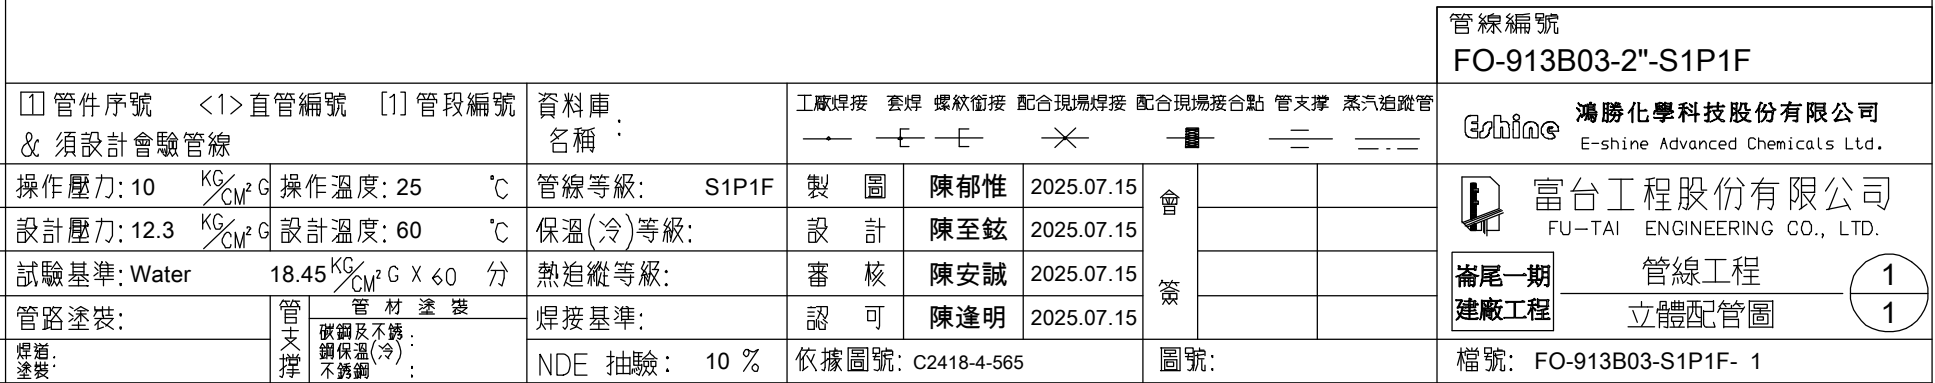 管線編號
FO-913B03-2"-S1P1F
1 管件序號 <1>直管編號 [1]管段編號
& 須設計會驗管線
資料庫
名稱 :
工廠焊接 套焊 螺紋銜接 配合現場焊接 配合現場接合點 管支撐 蒸汽追蹤管
Eshine 鴻勝化學科技股份有限公司
E-shine Advanced Chemicals Ltd.
操作壓力: 10 KG/CM² G 操作溫度: 25 °C 管線等級: S1P1F 製 圖 陳郁惟 2025.07.15
設計壓力: 12.3 KG/CM² G 設計溫度: 60 °C 保溫(冷)等級: 設 計 陳至鉉 2025.07.15
試驗基準: Water 18.45 KG/CM² G X 60 分 熱追縱等級: 審 核 陳安誠 2025.07.15
管路塗裝: 管支撐 管材塗裝 焊接基準: 認 可 陳逢明 2025.07.15
會簽
富台工程股份有限公司
FU-TAI ENGINEERING CO., LTD.
崙尾一期
建廠工程
管線工程
立體配管圖
1
1
焊道:
塗裝
碳鋼及不銹:
鋼保溫(冷)
不銹鋼 :
NDE 抽驗: 10 % 依據圖號: C2418-4-565 圖號: 檔號: FO-913B03-S1P1F- 1